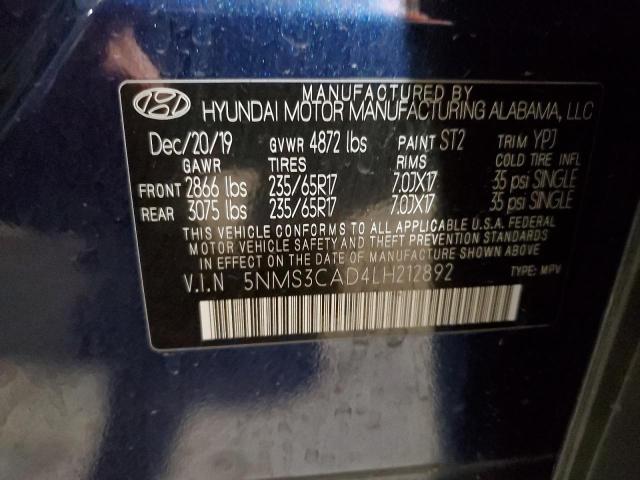 MANUFACTURED BY
HYUNDAI MOTOR MANUFACTURING ALABAMA, LLC
Dec/20/19 GVWR 4872 lbs PAINT ST2 TRIM YPJ
GAWR TIRES RIMS COLD TIRE INFL
FRONT 2866 lbs 235/65R17 7.0JX17 35 psi SINGLE
REAR 3075 lbs 235/65R17 7.0JX17 35 psi SINGLE
THIS VEHICLE CONFORMS TO ALL APPLICABLE U.S.A. FEDERAL
MOTOR VEHICLE SAFETY AND THEFT PREVENTION STANDARDS
IN EFFECT ON THE DATE OF MANUFACTURE SHOWN ABOVE.
V.I.N 5NMS3CAD4LH212892 TYPE: MPV